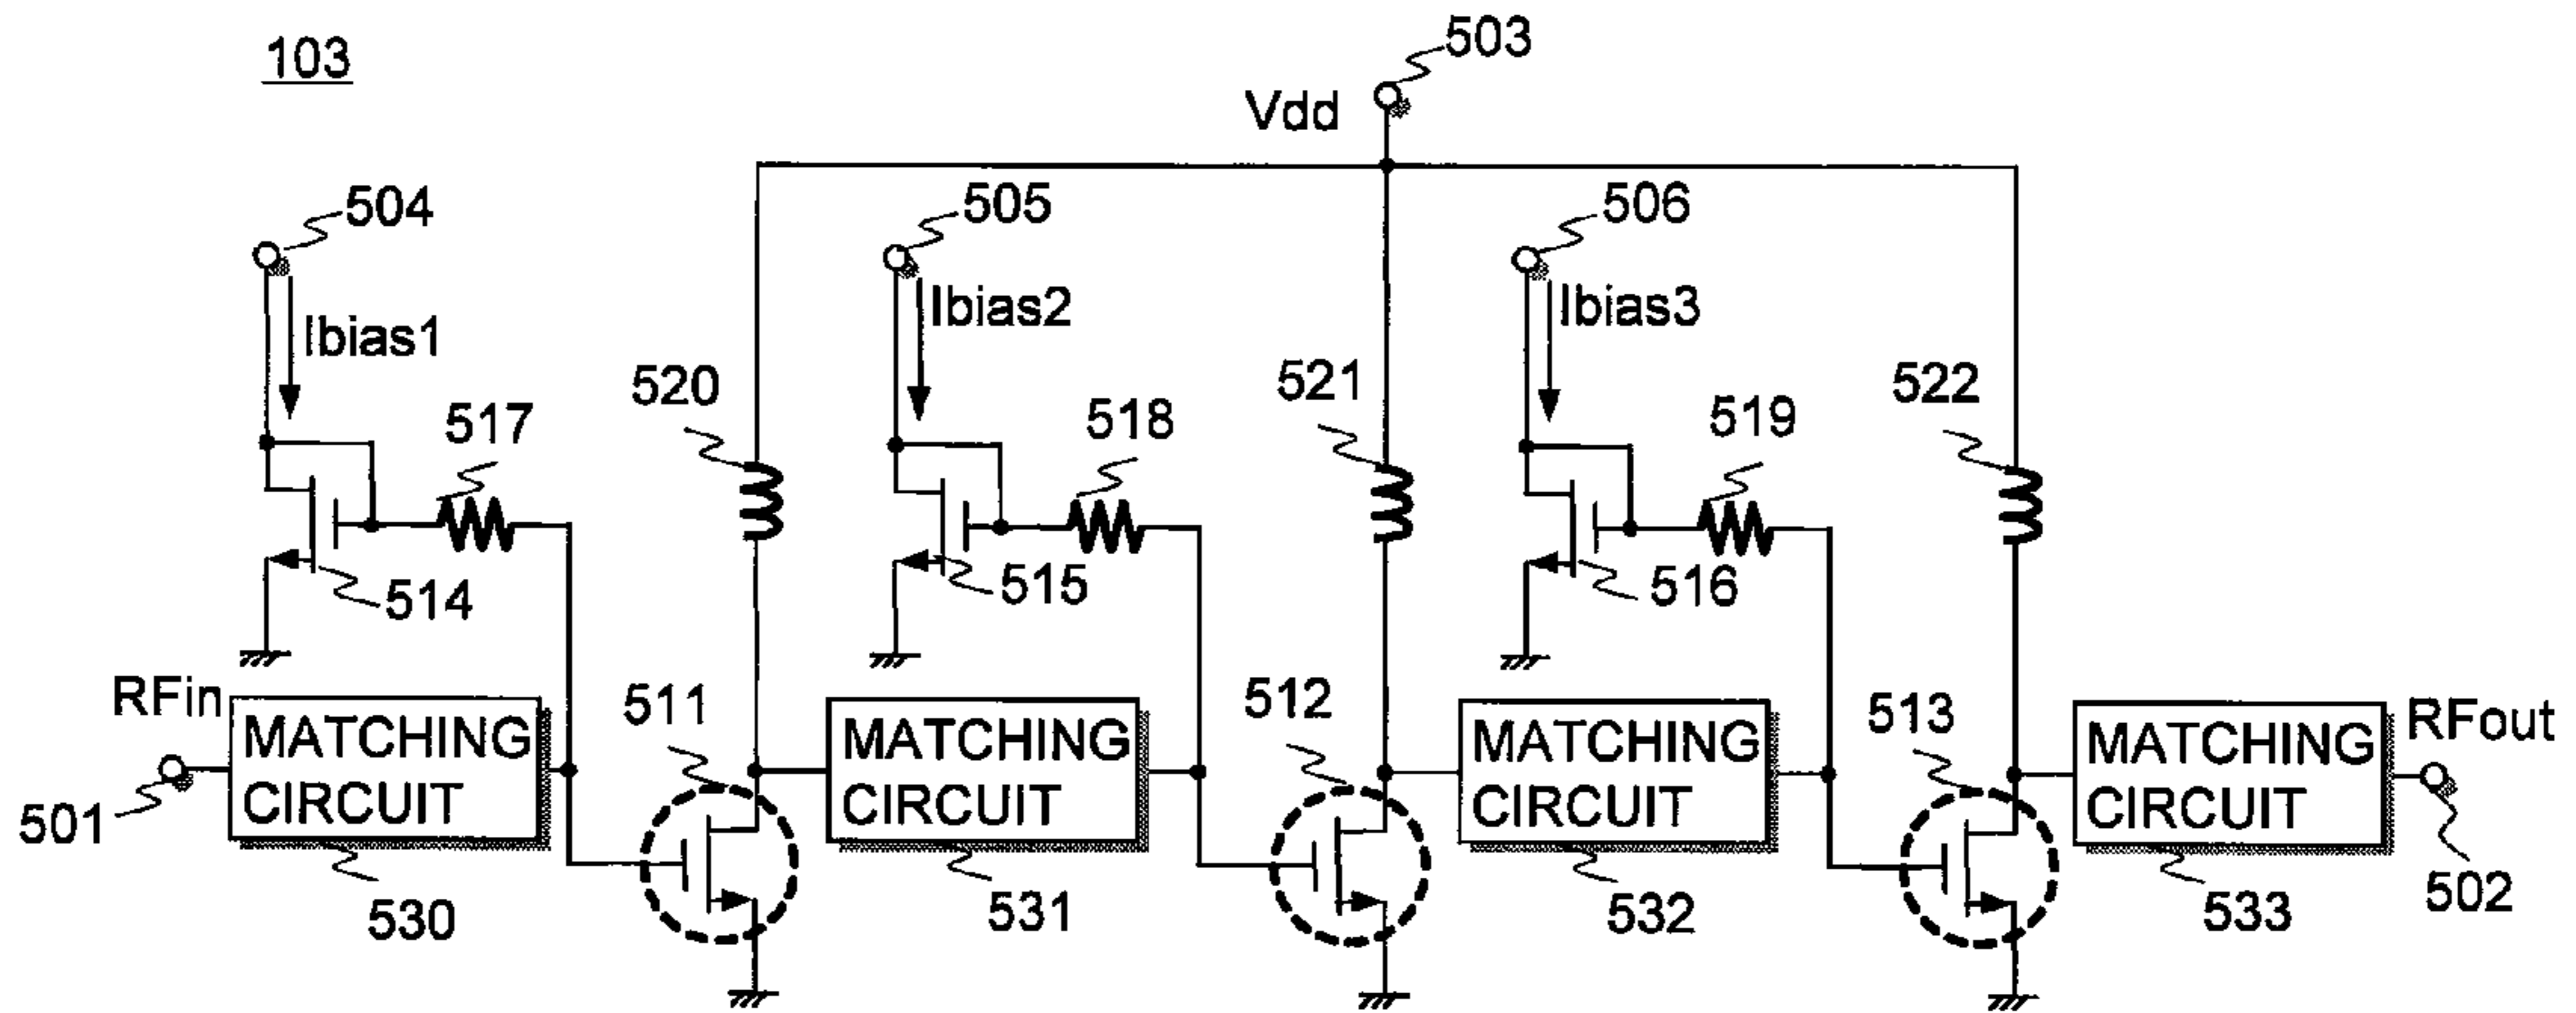 103
503
Vdd
504
505
506
Ibias1
Ibias2
Ibias3
520
521
522
517
518
519
514
515
516
RFin
511
512
513
RFout
MATCHING
CIRCUIT
MATCHING
CIRCUIT
MATCHING
CIRCUIT
MATCHING
CIRCUIT
501
530
531
532
533
502